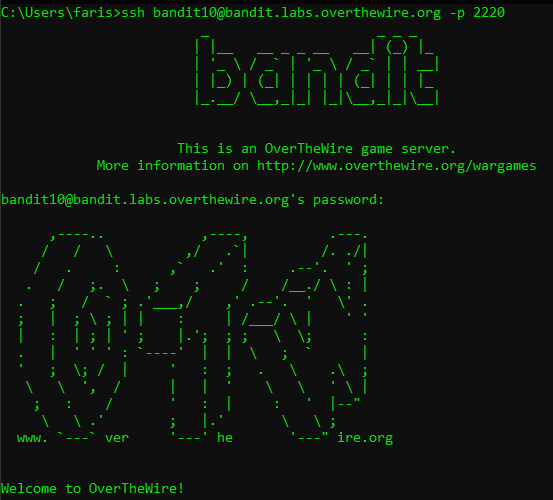 C:\Users\faris>ssh bandit10@bandit.labs.overthewire.org -p 2220
bandit
This is an OverTheWire game server.
More information on http://www.overthewire.org/wargames
bandit10@bandit.labs.overthewire.org's password:
www. `---` ver '---' he '---" ire.org
Welcome to OverTheWire!